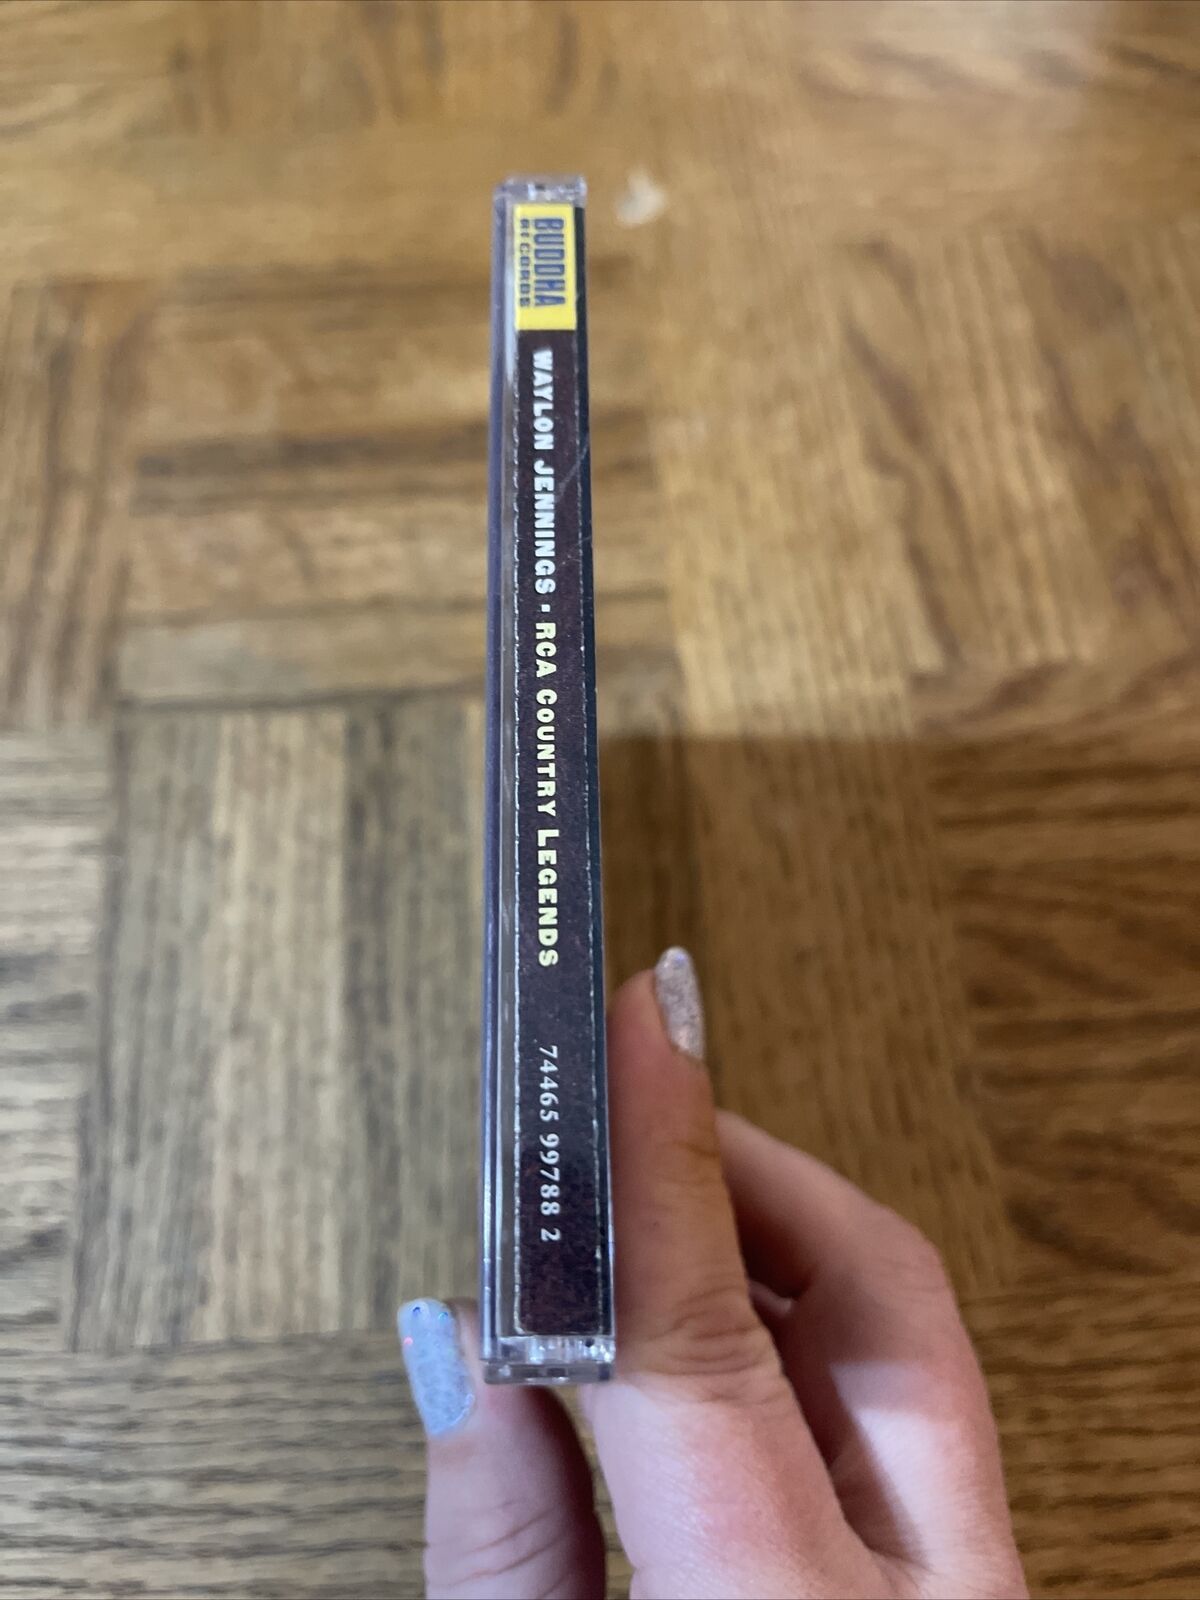 BUDDHA
RECORDS
WAYLON JENNINGS · RCA COUNTRY LEGENDS
74465 99788 2